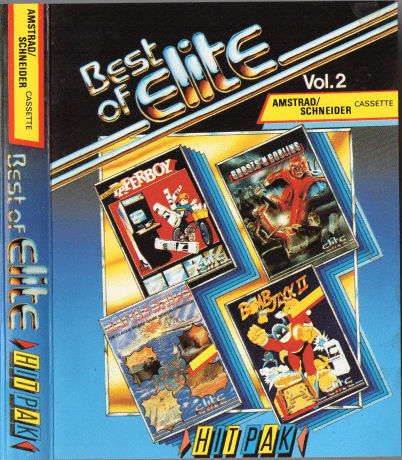 AMSTRAD/
SCHNEIDER
CASSETTE
Best of elite
HIT PAK
Best
of elite
Vol.2
AMSTRAD/
SCHNEIDER CASSETTE
PAPERBOY
GHOSTS'N GOBLINS
elite
BATTLESHIPS
elite
BOMB
JACK II
elite
HIT PAK